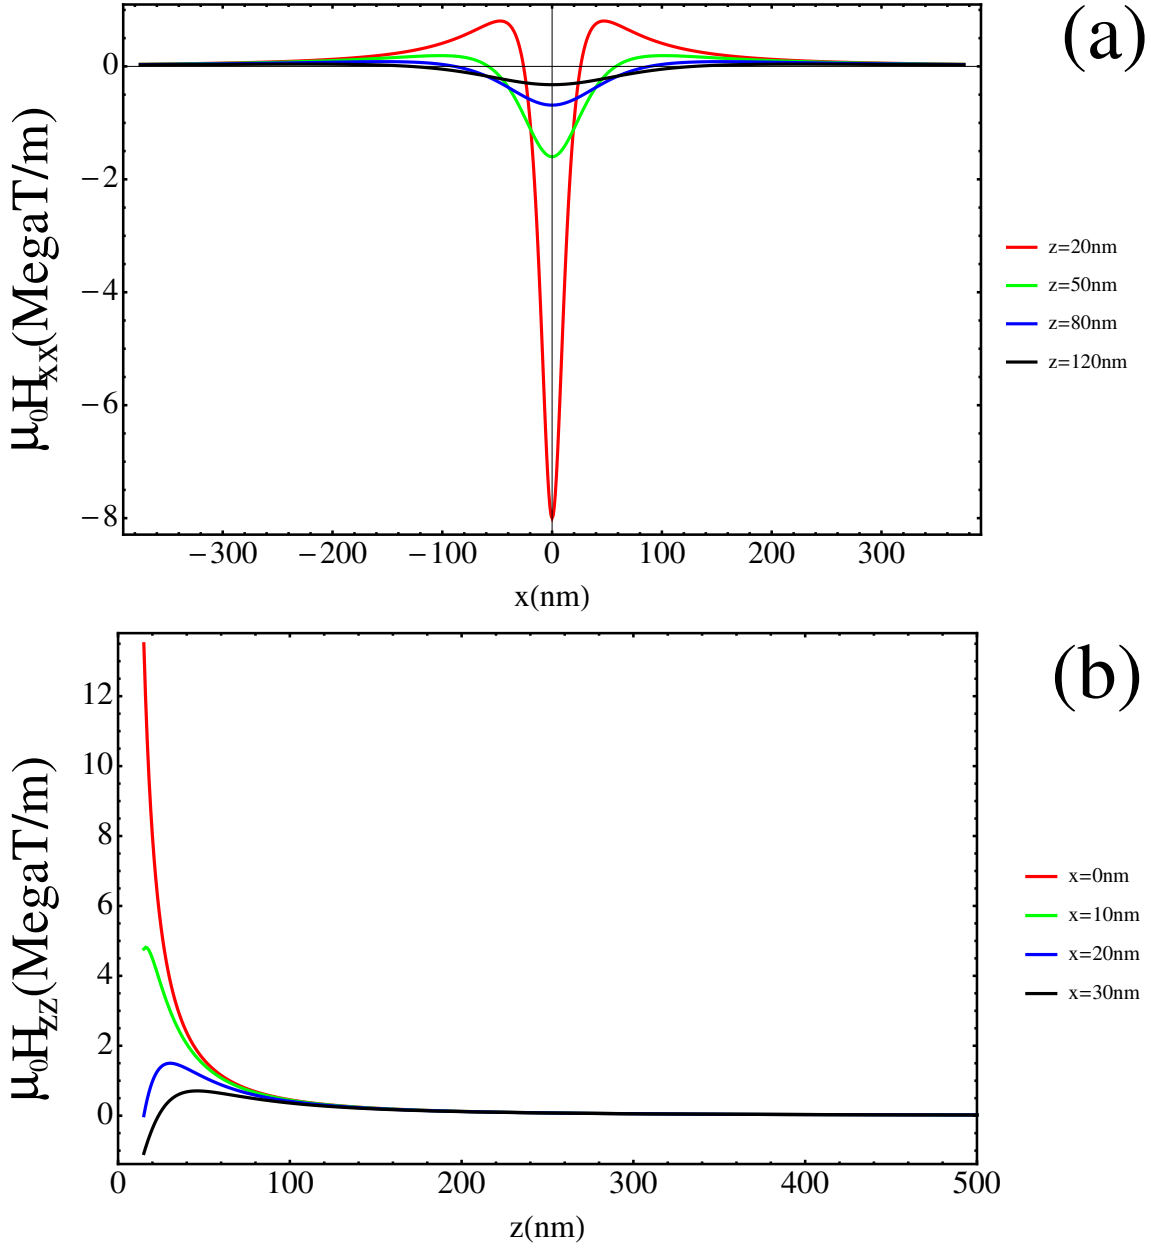 (a)
μ₀Hxx(MegaT/m)
0
−2
−4
−6
−8
−300 −200 −100 0 100 200 300
x(nm)
z=20nm
z=50nm
z=80nm
z=120nm
(b)
μ₀Hzz(MegaT/m)
12
10
8
6
4
2
0
0 100 200 300 400 500
z(nm)
x=0nm
x=10nm
x=20nm
x=30nm